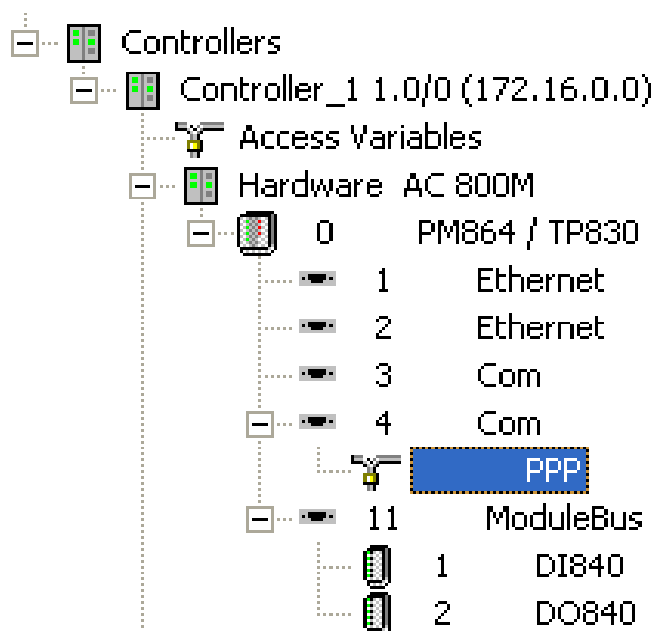 Controllers
Controller_1 1.0/0 (172.16.0.0)
Access Variables
Hardware AC 800M
0 PM864 / TP830
1 Ethernet
2 Ethernet
3 Com
4 Com
PPP
11 ModuleBus
1 DI840
2 DO840